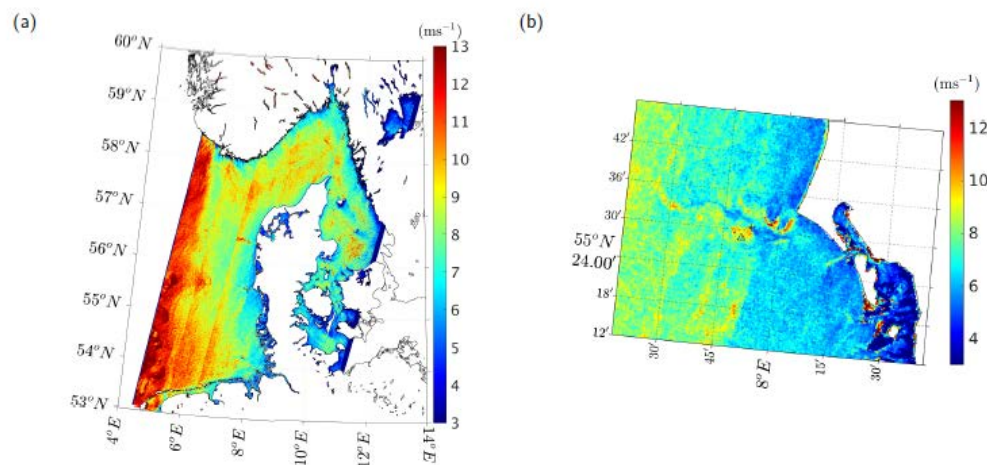 (a)
(ms⁻¹)
60°N
59°N
58°N
57°N
56°N
55°N
54°N
53°N
4°E
6°E
8°E
10°E
12°E
14°E
13
12
11
10
9
8
7
6
5
4
3
(b)
(ms⁻¹)
42′
36′
30′
55°N
24.00′
18′
12′
30′
45′
8°E
15′
30′
12
10
8
6
4